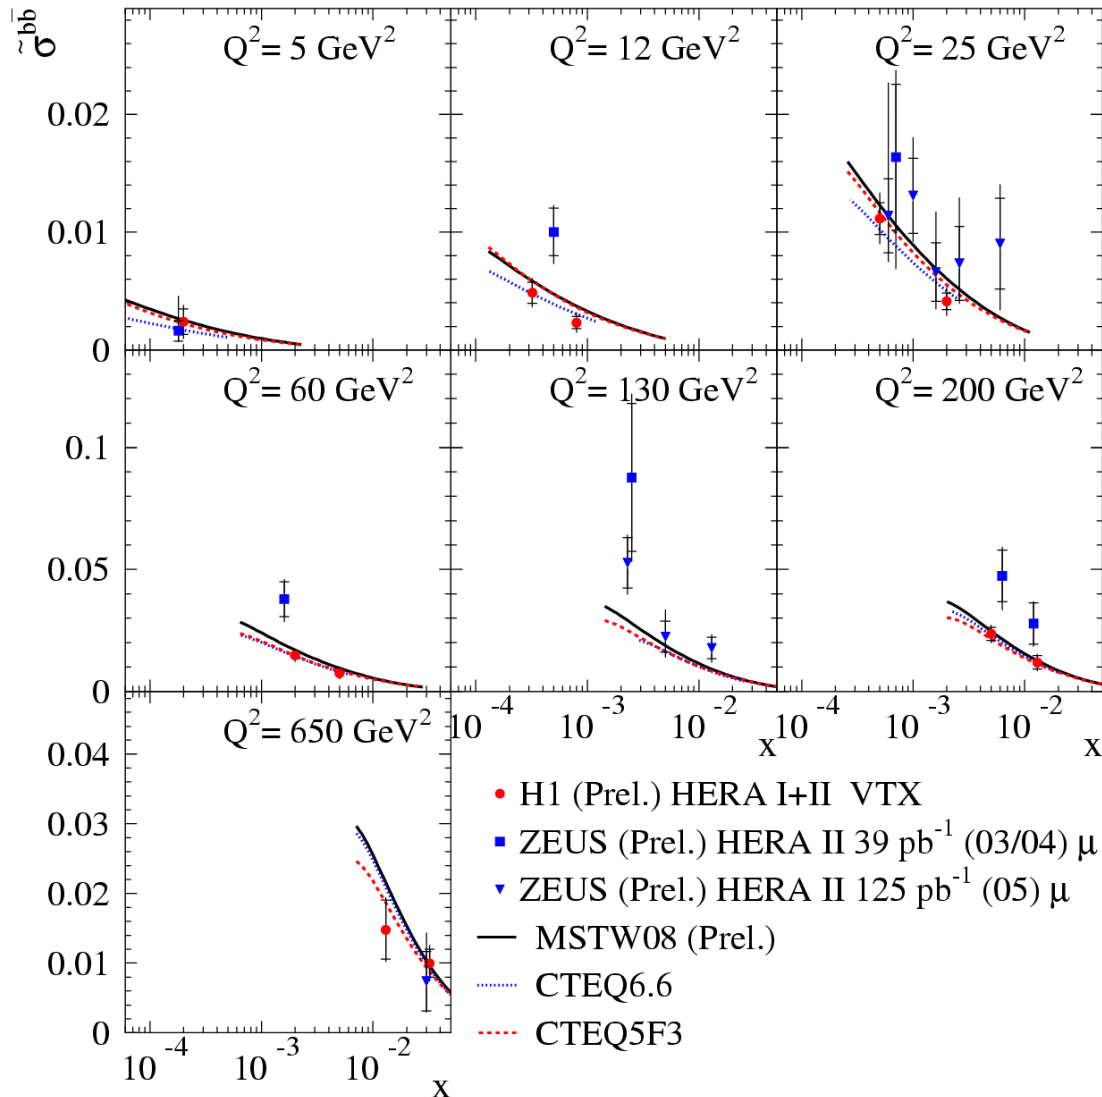 σ̃^bb̄
Q²= 5 GeV²
Q²= 12 GeV²
Q²= 25 GeV²
0.02
0.01
0
Q²= 60 GeV²
Q²= 130 GeV²
Q²= 200 GeV²
0.1
0.05
0
10⁻⁴ 10⁻³ 10⁻² x
10⁻⁴ 10⁻³ 10⁻² x
Q²= 650 GeV²
0.04
0.03
0.02
0.01
0
10⁻⁴ 10⁻³ 10⁻² x
H1 (Prel.) HERA I+II VTX
ZEUS (Prel.) HERA II 39 pb⁻¹ (03/04) μ
ZEUS (Prel.) HERA II 125 pb⁻¹ (05) μ
MSTW08 (Prel.)
CTEQ6.6
CTEQ5F3